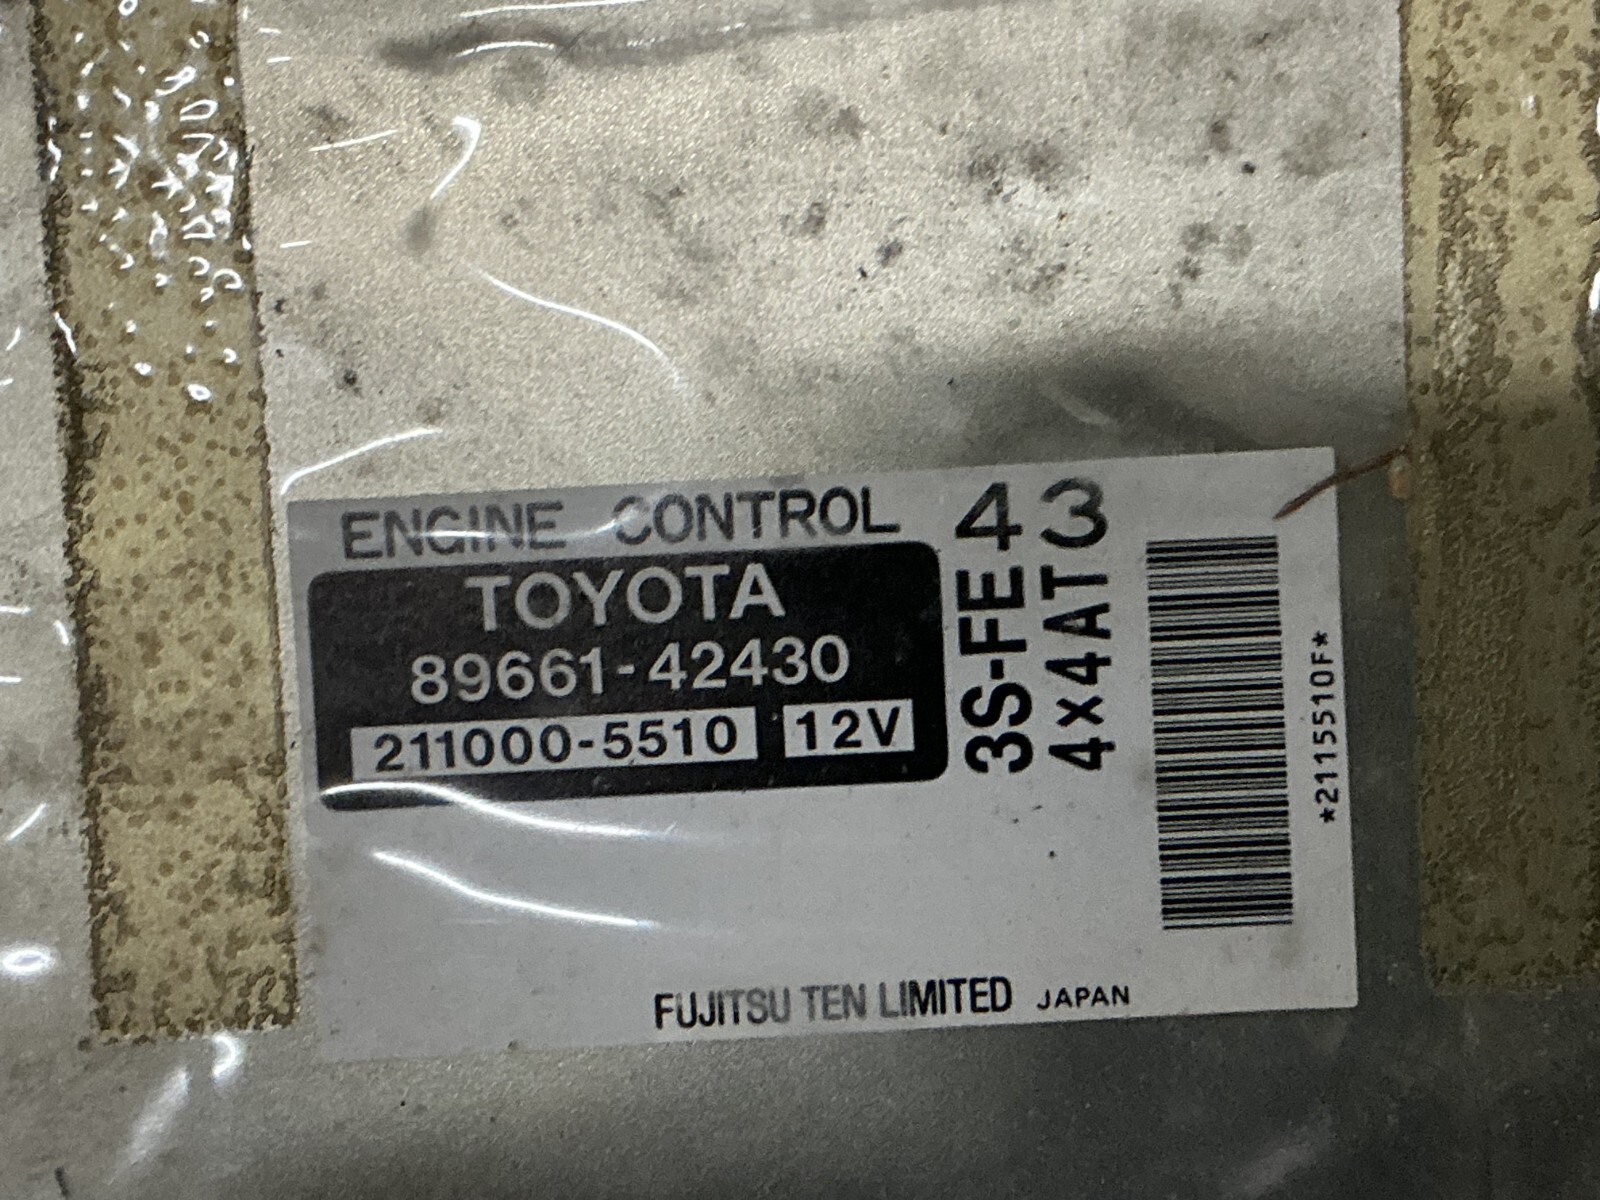 ENGINE CONTROL
TOYOTA
89661-42430
211000-5510 12V
43
3S-FE
4x4AT
*2115510F*
FUJITSU TEN LIMITED JAPAN